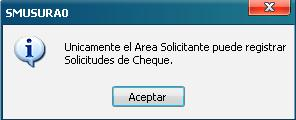 SMUSURA0
Unicamente el Area Solicitante puede registrar
Solicitudes de Cheque.
Aceptar